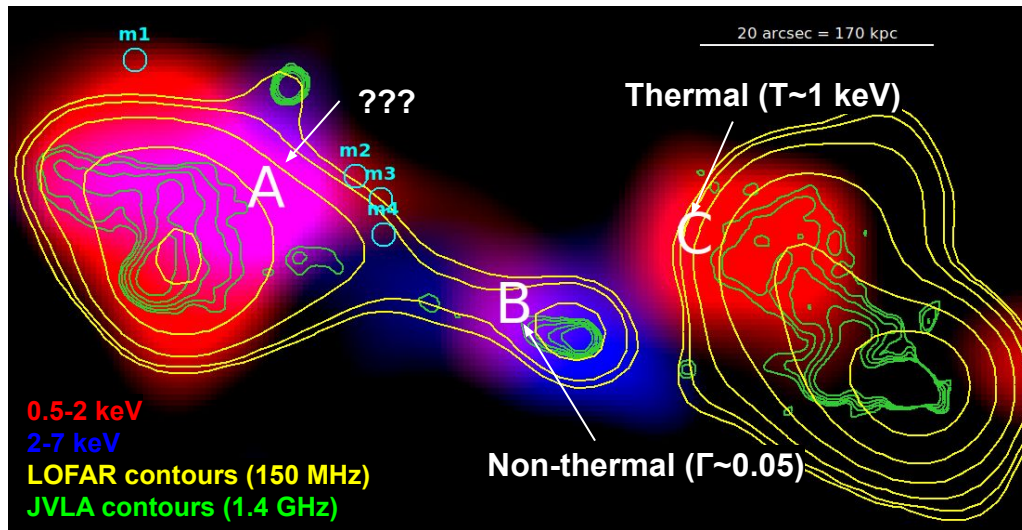 m1
20 arcsec = 170 kpc
???
Thermal (T~1 keV)
m2
m3
m4
A
C
B
0.5-2 keV
2-7 keV
LOFAR contours (150 MHz)
JVLA contours (1.4 GHz)
Non-thermal (Γ~0.05)